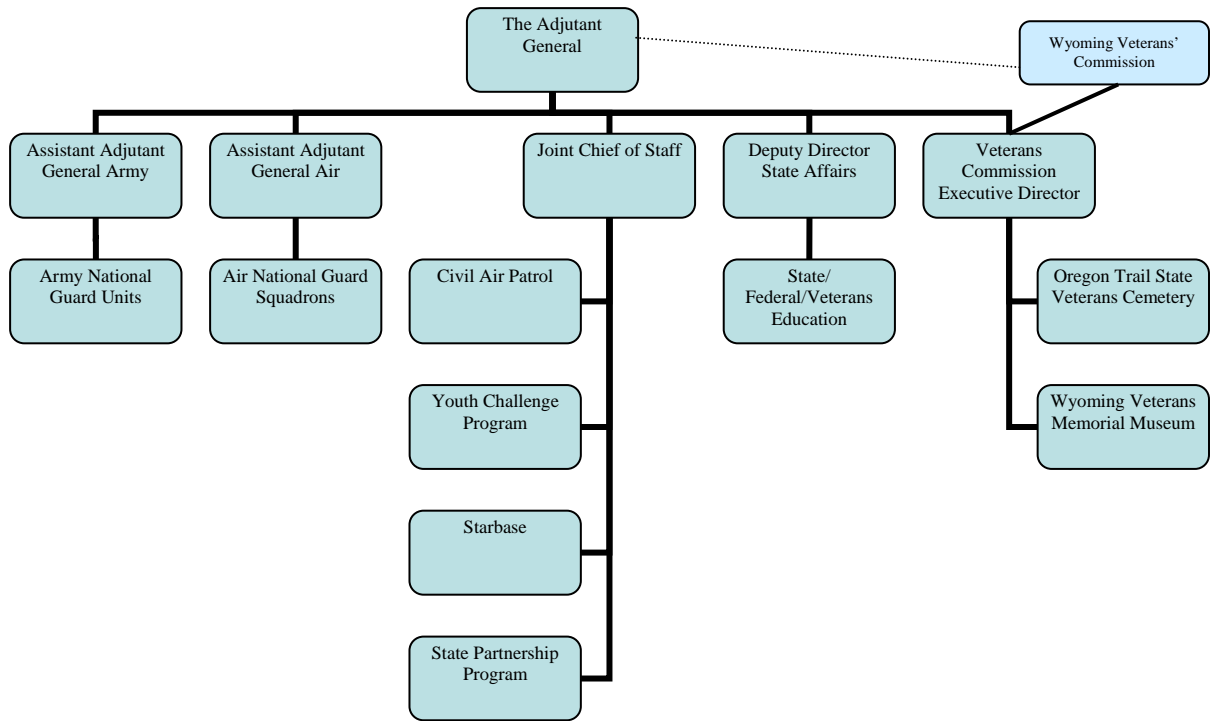 The Adjutant
General
Wyoming Veterans’
Commission
Assistant Adjutant
General Army
Assistant Adjutant
General Air
Joint Chief of Staff
Deputy Director
State Affairs
Veterans
Commission
Executive Director
Army National
Guard Units
Air National Guard
Squadrons
Civil Air Patrol
State/
Federal/Veterans
Education
Oregon Trail State
Veterans Cemetery
Youth Challenge
Program
Wyoming Veterans
Memorial Museum
Starbase
State Partnership
Program